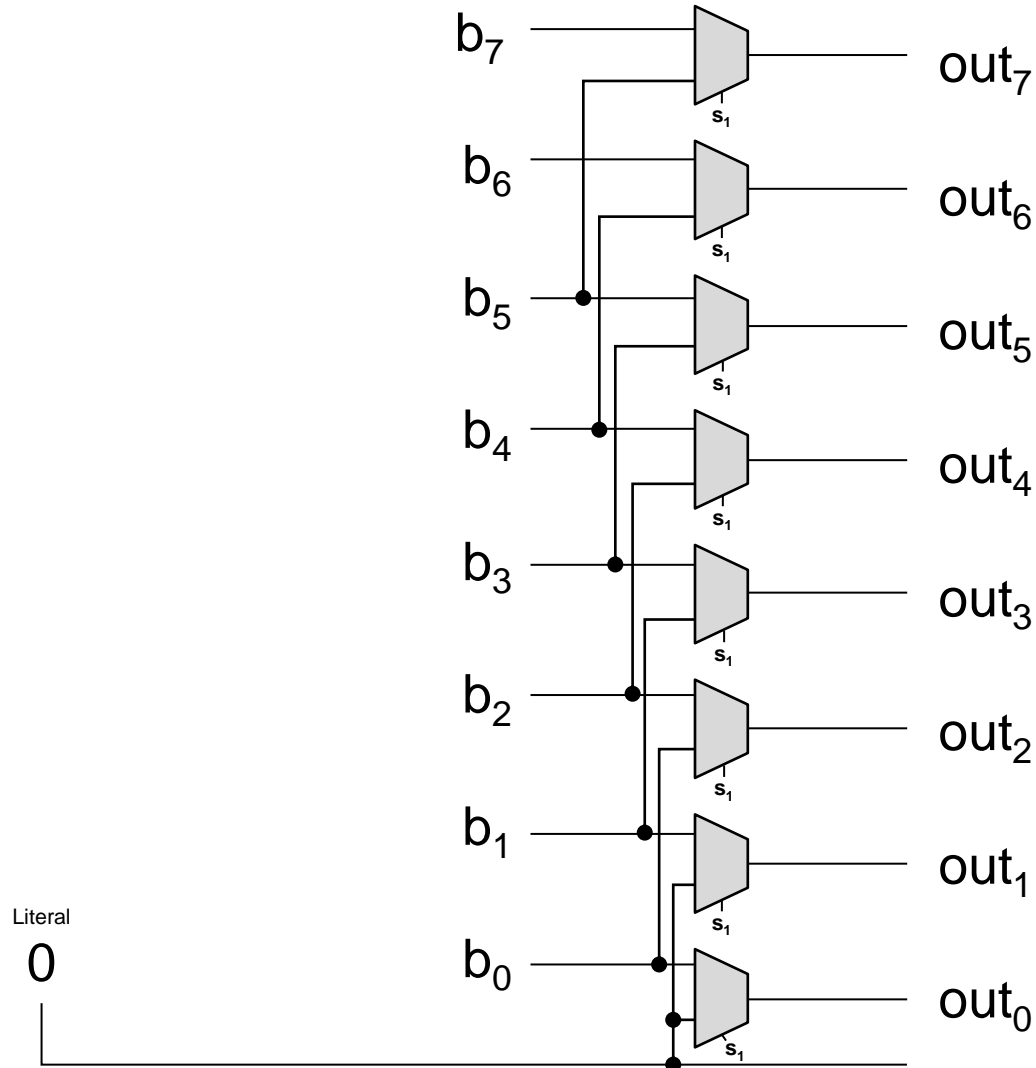 b₇ out₇
s₁
b₆ out₆
s₁
b₅ out₅
s₁
b₄ out₄
s₁
b₃ out₃
s₁
b₂ out₂
s₁
b₁ out₁
s₁
Literal
0 b₀ out₀
s₁